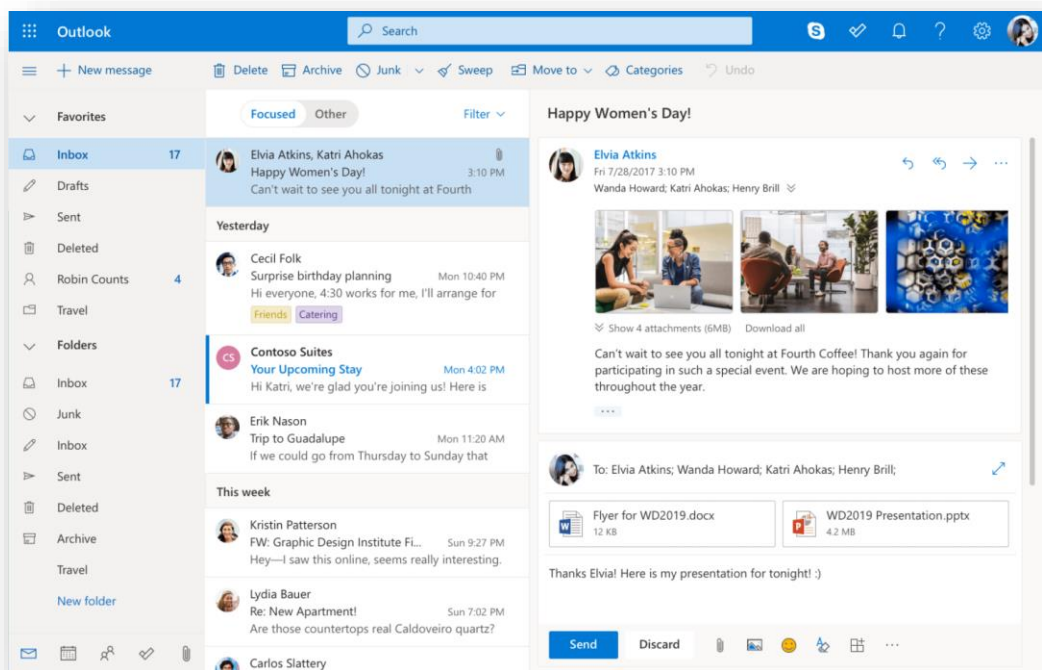 Outlook
Search
New message
Delete
Archive
Junk
Sweep
Move to
Categories
Undo
Favorites
Inbox 17
Drafts
Sent
Deleted
Robin Counts 4
Travel
Folders
Inbox 17
Junk
Inbox
Sent
Deleted
Archive
Travel
New folder
Focused Other Filter
Elvia Atkins, Katri Ahokas
Happy Women's Day! 3:10 PM
Can't wait to see you all tonight at Fourth
Yesterday
Cecil Folk
Surprise birthday planning Mon 10:40 PM
Hi everyone, 4:30 works for me, I'll arrange for
Friends Catering
CS
Contoso Suites
Your Upcoming Stay Mon 4:02 PM
Hi Katri, we're glad you're joining us! Here is
Erik Nason
Trip to Guadalupe Mon 11:20 AM
If we could go from Thursday to Sunday that
This week
Kristin Patterson
FW: Graphic Design Institute Fi... Sun 9:27 PM
Hey—I saw this online, seems really interesting.
Lydia Bauer
Re: New Apartment! Sun 7:02 PM
Are those countertops real Caldoveiro quartz?
Carlos Slattery
Happy Women's Day!
Elvia Atkins
Fri 7/28/2017 3:10 PM
Wanda Howard; Katri Ahokas; Henry Brill
Show 4 attachments (6MB) Download all
Can't wait to see you all tonight at Fourth Coffee! Thank you again for
participating in such a special event. We are hoping to host more of these
throughout the year.
To: Elvia Atkins; Wanda Howard; Katri Ahokas; Henry Brill;
Flyer for WD2019.docx
12 KB
WD2019 Presentation.pptx
4.2 MB
Thanks Elvia! Here is my presentation for tonight! :)
Send Discard